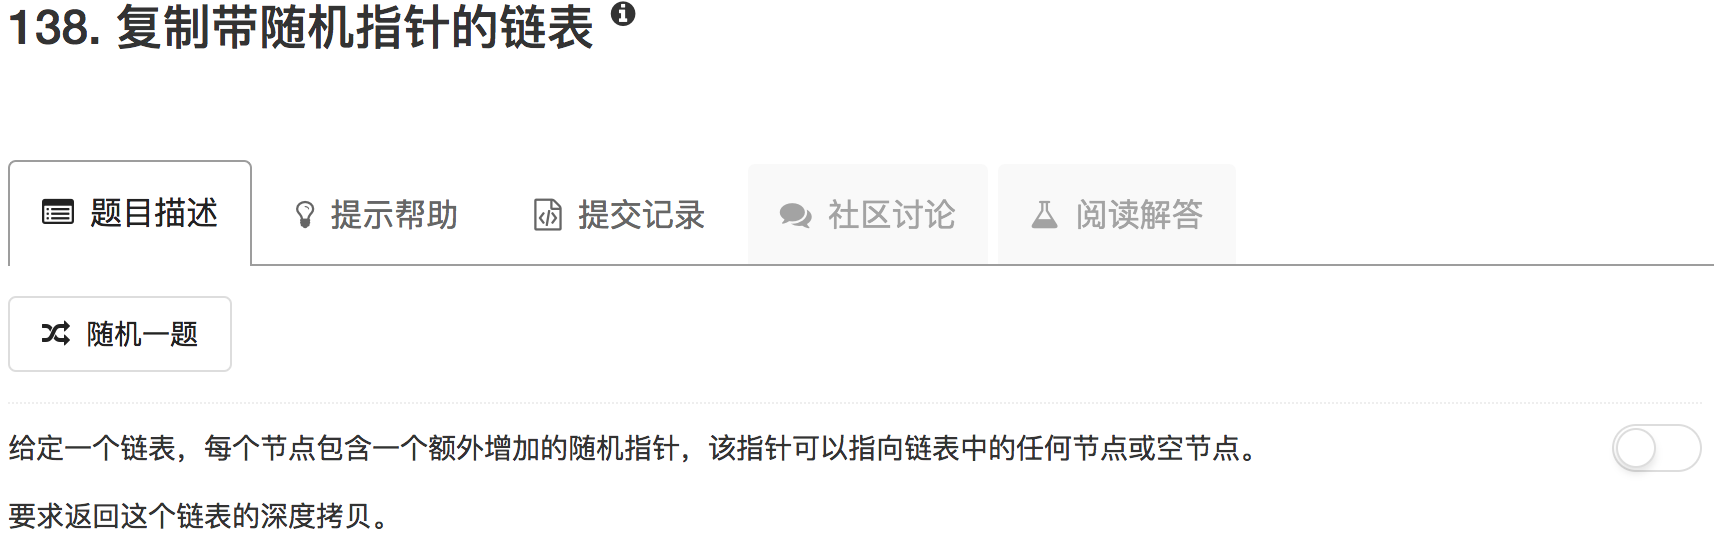 138. 复制带随机指针的链表
题目描述 提示帮助 提交记录 社区讨论 阅读解答
随机一题
给定一个链表，每个节点包含一个额外增加的随机指针，该指针可以指向链表中的任何节点或空节点。
要求返回这个链表的深度拷贝。